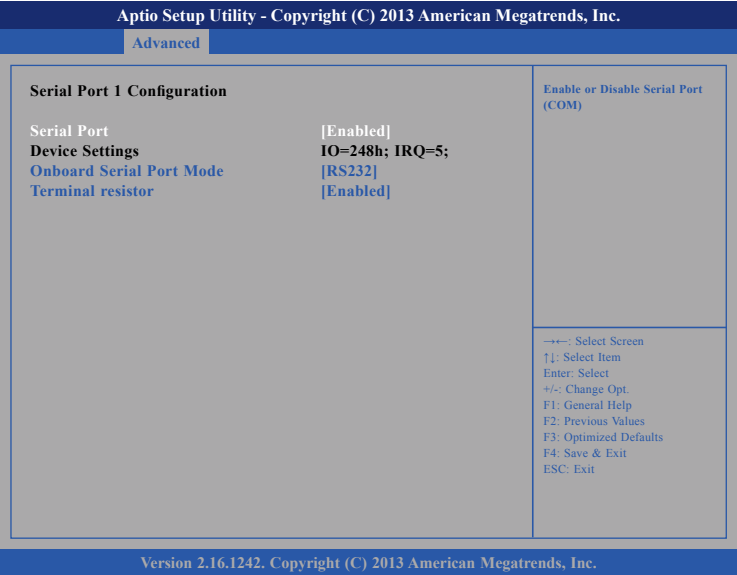 Aptio Setup Utility - Copyright (C) 2013 American Megatrends, Inc.
Advanced
Serial Port 1 Configuration
Serial Port [Enabled]
Device Settings IO=248h; IRQ=5;
Onboard Serial Port Mode [RS232]
Terminal resistor [Enabled]
Enable or Disable Serial Port
(COM)
→←: Select Screen
↑↓: Select Item
Enter: Select
+/-: Change Opt.
F1: General Help
F2: Previous Values
F3: Optimized Defaults
F4: Save & Exit
ESC: Exit
Version 2.16.1242. Copyright (C) 2013 American Megatrends, Inc.